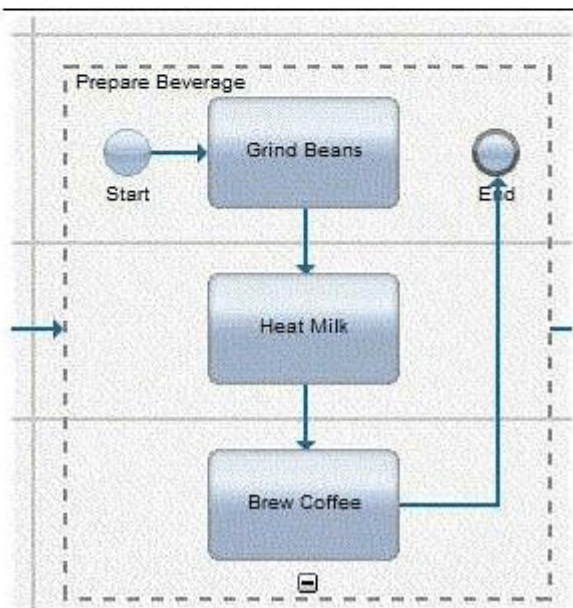 Prepare Beverage
Grind Beans
Start
End
Heat Milk
Brew Coffee